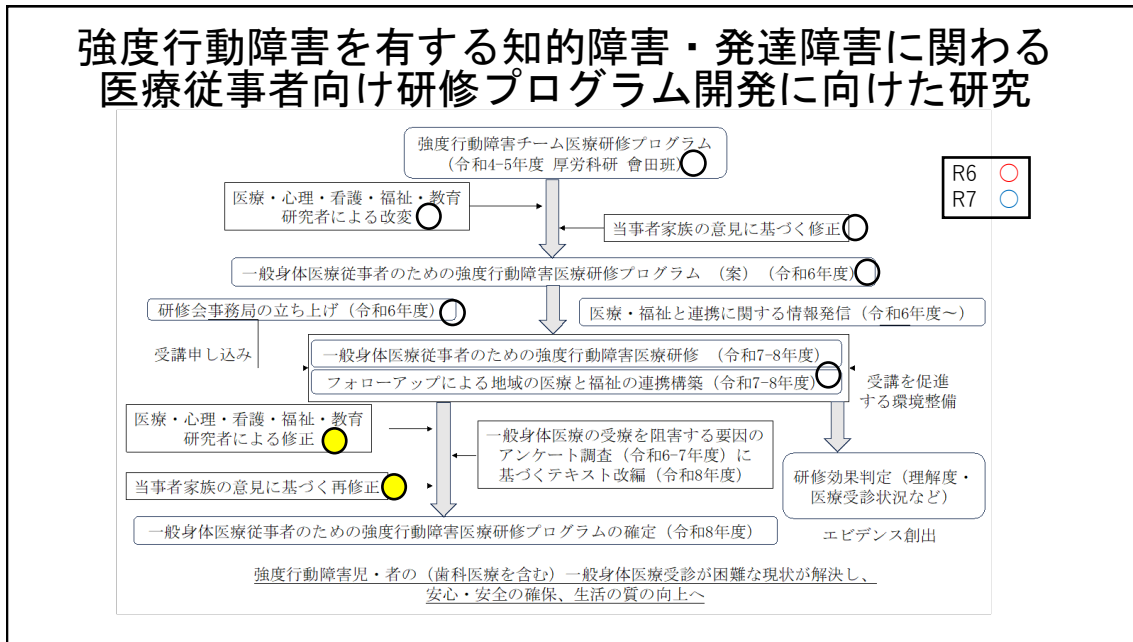 強度行動障害を有する知的障害・発達障害に関わる
医療従事者向け研修プログラム開発に向けた研究
強度行動障害チーム医療研修プログラム
(令和4-5年度 厚労科研 會田班)
R6
R7
医療・心理・看護・福祉・教育
研究者による改変
当事者家族の意見に基づく修正
一般身体医療従事者のための強度行動障害医療研修プログラム (案) (令和6年度)
研修会事務局の立ち上げ (令和6年度)
医療・福祉と連携に関する情報発信 (令和6年度～)
受講申し込み
一般身体医療従事者のための強度行動障害医療研修 (令和7-8年度)
フォローアップによる地域の医療と福祉の連携構築 (令和7-8年度)
受講を促進
する環境整備
医療・心理・看護・福祉・教育
研究者による修正
一般身体医療の受療を阻害する要因の
アンケート調査 (令和6-7年度) に
基づくテキスト改編 (令和8年度)
当事者家族の意見に基づく再修正
研修効果判定 (理解度・
医療受診状況など)
一般身体医療従事者のための強度行動障害医療研修プログラムの確定 (令和8年度)
エビデンス創出
強度行動障害児・者の (歯科医療を含む) 一般身体医療受診が困難な現状が解決し、
安心・安全の確保、生活の質の向上へ